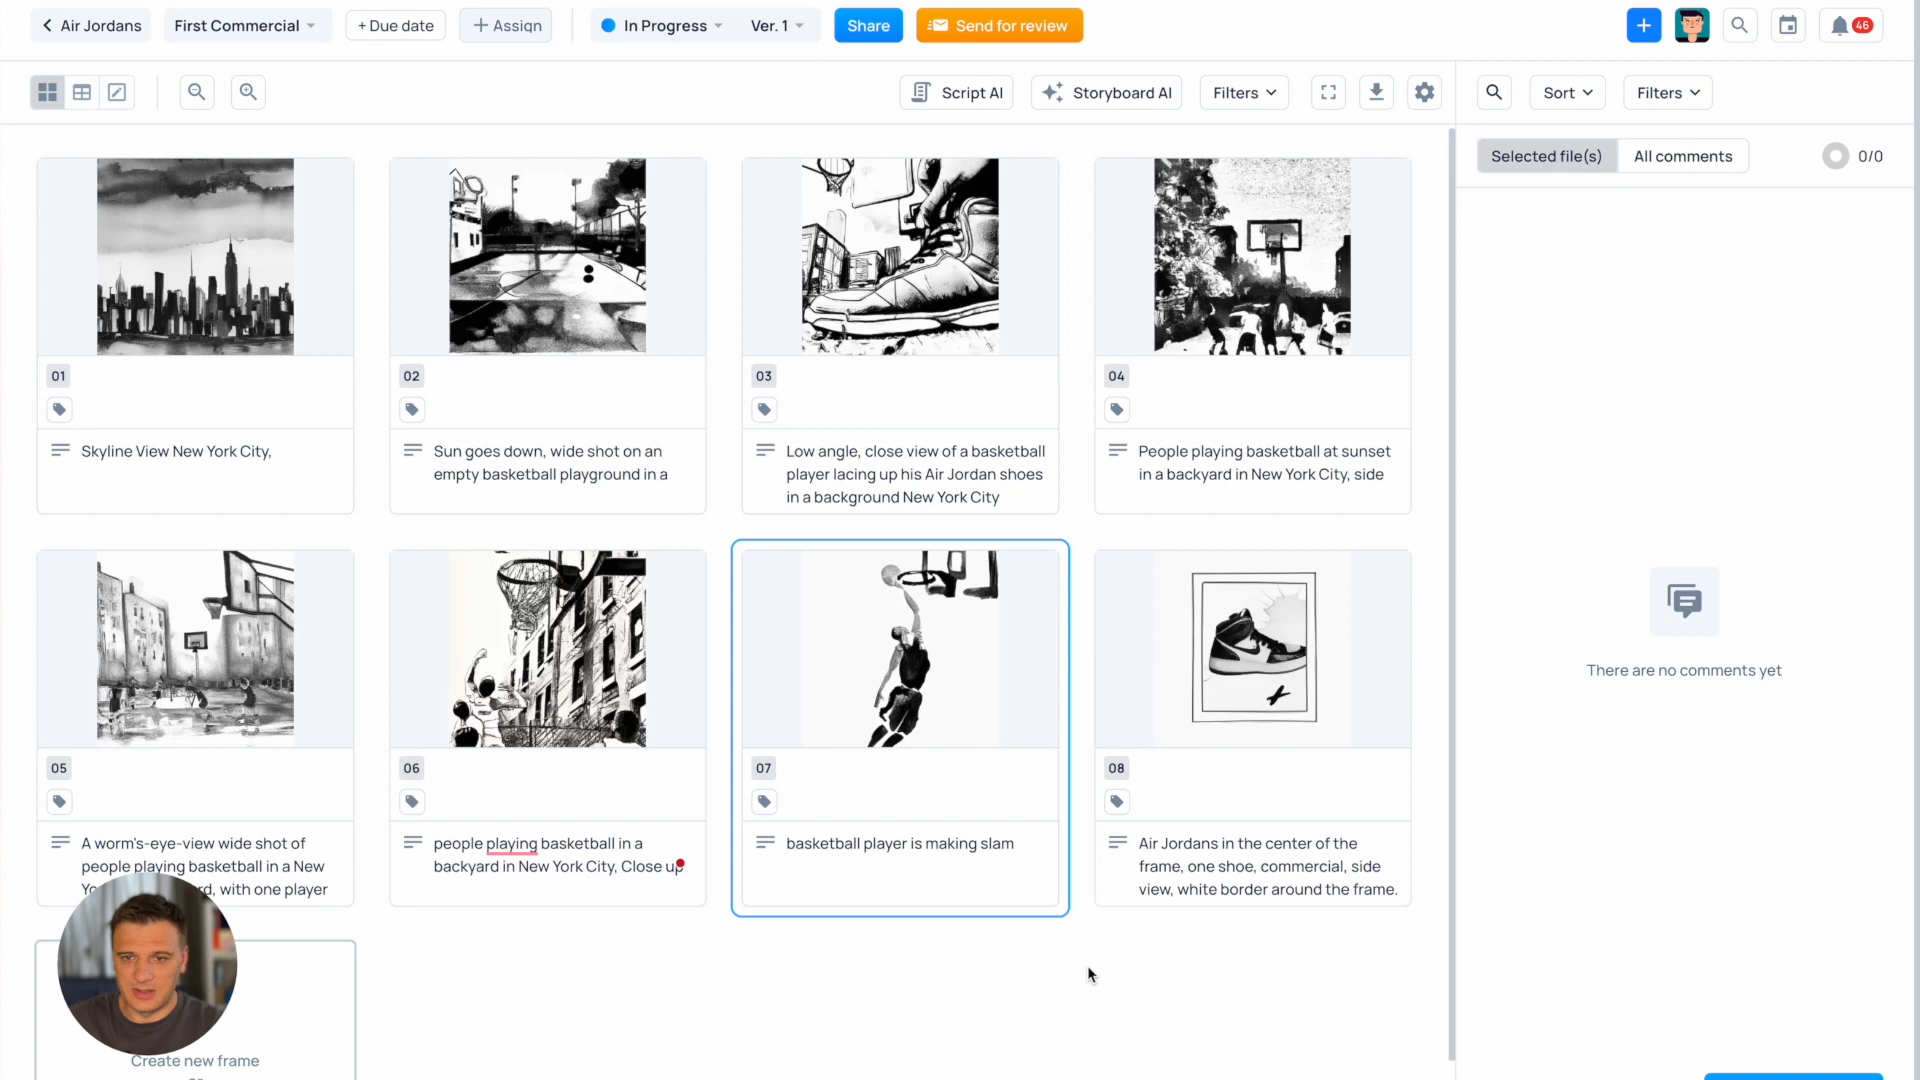 Air Jordans
First Commercial
+ Due date
+ Assign
In Progress
Ver. 1
Share
Send for review
46
Script AI
Storyboard AI
Filters
Sort
Filters
Selected file(s)
All comments
0/0
01
02
03
04
Skyline View New York City,
Sun goes down, wide shot on an
empty basketball playground in a
Low angle, close view of a basketball
player lacing up his Air Jordan shoes
in a background New York City
People playing basketball at sunset
in a backyard in New York City, side
There are no comments yet
05
06
07
08
A worm's-eye-view wide shot of
people playing basketball in a New
Yo rd, with one player
people playing basketball in a
backyard in New York City, Close up
basketball player is making slam
Air Jordans in the center of the
frame, one shoe, commercial, side
view, white border around the frame.
Create new frame